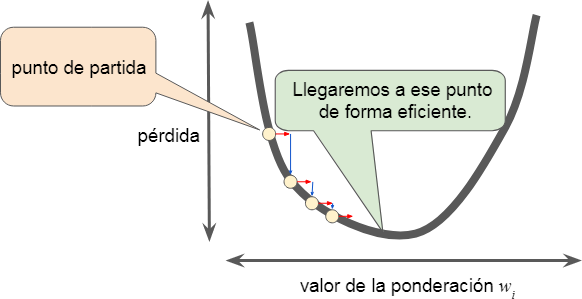 punto de partida
Llegaremos a ese punto
de forma eficiente.
pérdida
valor de la ponderación wi